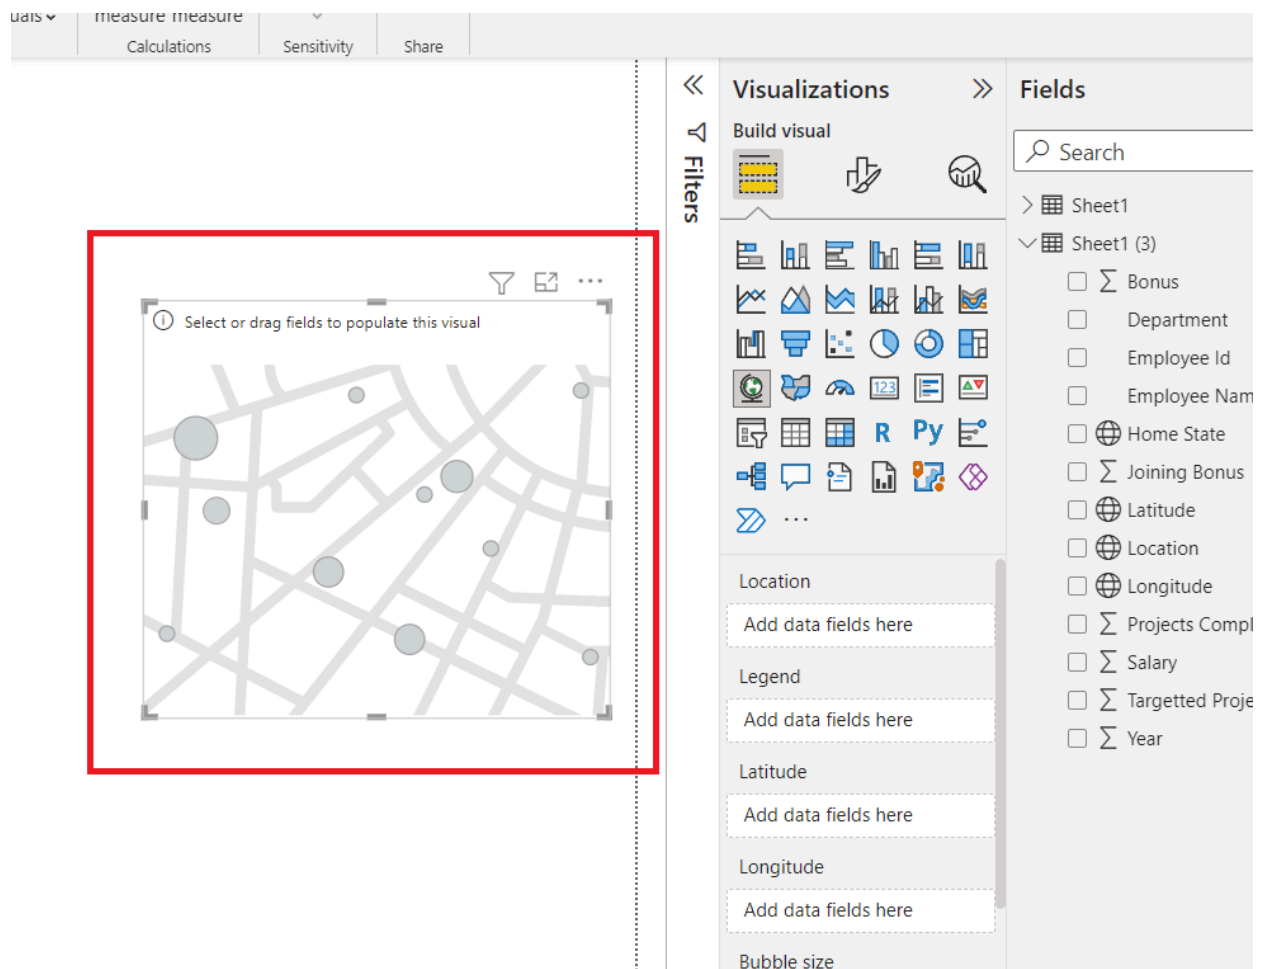 uals
measure measure
Calculations
Sensitivity
Share
Select or drag fields to populate this visual
Filters
Visualizations
Build visual
123
R
Py
Location
Add data fields here
Legend
Add data fields here
Latitude
Add data fields here
Longitude
Add data fields here
Bubble size
Fields
Search
Sheet1
Sheet1 (3)
Bonus
Department
Employee Id
Employee Nam
Home State
Joining Bonus
Latitude
Location
Longitude
Projects Compl
Salary
Targetted Proje
Year